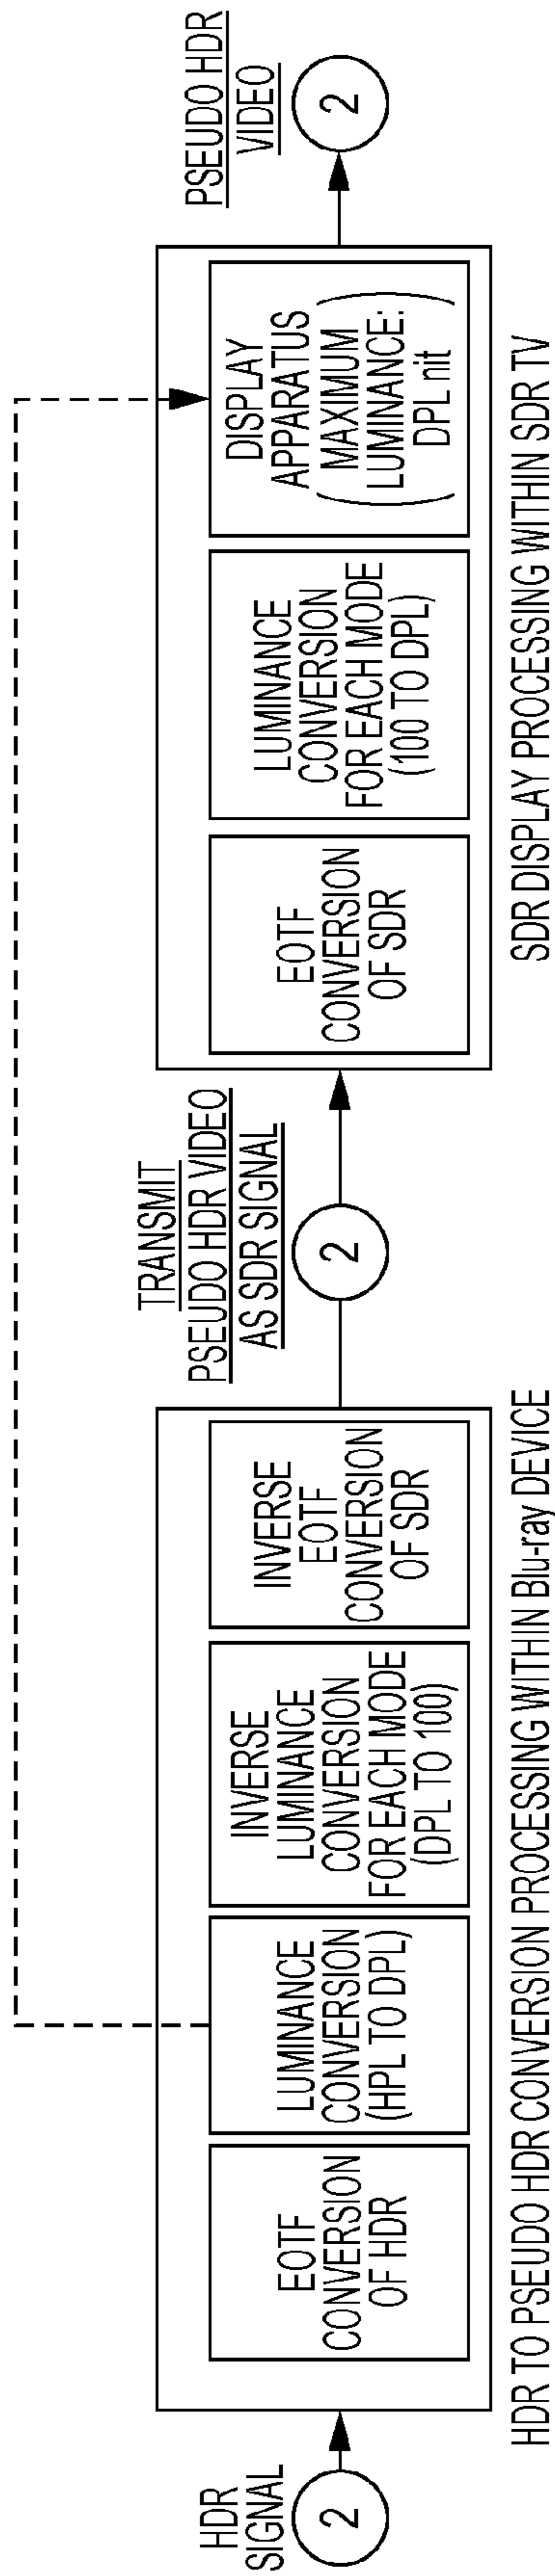 HDR
SIGNAL
2
EOTF
CONVERSION
OF HDR
LUMINANCE
CONVERSION
(HPL TO DPL)
INVERSE
LUMINANCE
CONVERSION
FOR EACH MODE
(DPL TO 100)
INVERSE
EOTF
CONVERSION
OF SDR
HDR TO PSEUDO HDR CONVERSION PROCESSING WITHIN Blu-ray DEVICE
TRANSMIT
PSEUDO HDR VIDEO
AS SDR SIGNAL
2
EOTF
CONVERSION
OF SDR
LUMINANCE
CONVERSION
FOR EACH MODE
(100 TO DPL)
DISPLAY
APPARATUS
(MAXIMUM
LUMINANCE:
DPL nit)
SDR DISPLAY PROCESSING WITHIN SDR TV
PSEUDO HDR
VIDEO
2